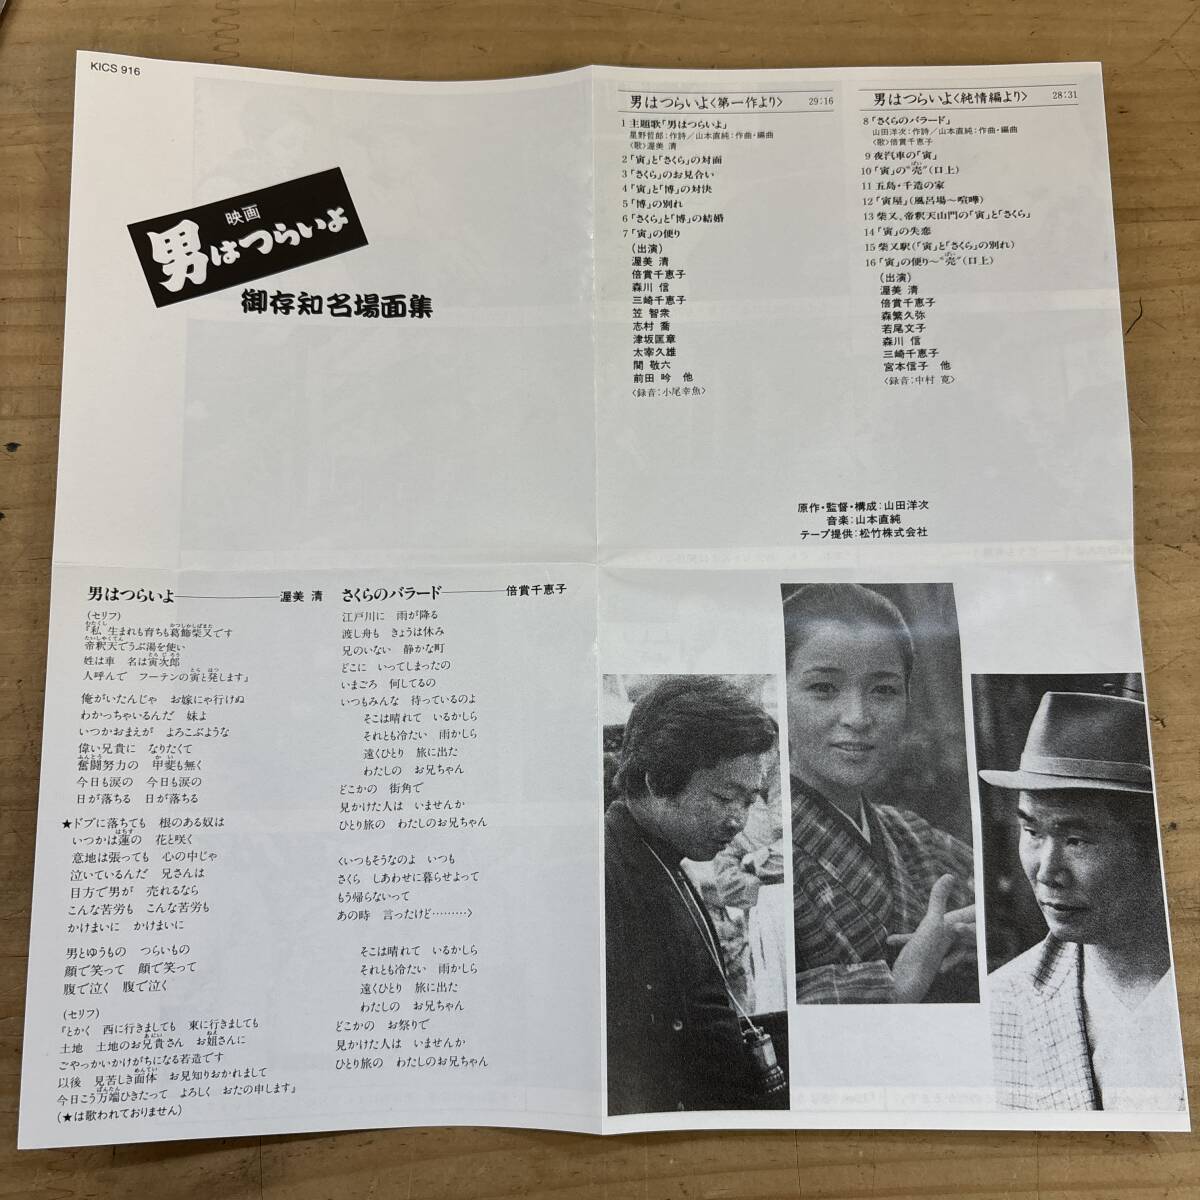 KICS 916
映画
男はつらいよ
御存知名場面集
男はつらいよ〈第一作より〉 29:16
1 主題歌「男はつらいよ」
星野哲郎:作詩/山本直純:作曲・編曲
〈歌〉渥美 清
2「寅」と「さくら」の対面
3「さくら」のお見合い
4「寅」と「博」の対決
5「博」の別れ
6「さくら」と「博」の結婚
7「寅」の便り
(出演)
渥美 清
倍賞千恵子
森川 信
三崎千恵子
笠 智衆
志村 喬
津坂匡章
太宰久雄
関 敬六
前田 吟 他
〈録音:小尾幸魚〉
男はつらいよ〈純情編より〉 28:31
8「さくらのバラード」
山田洋次:作詩/山本直純:作曲・編曲
〈歌〉倍賞千恵子
9 夜汽車の「寅」
10「寅」の“売”(口上)
11 五島・千造の家
12「寅屋」(風呂場〜喧嘩)
13 柴又、帝釈天山門の「寅」と「さくら」
14「寅」の失恋
15 柴又駅(「寅」と「さくら」の別れ)
16「寅」の便り〜“売”(口上)
(出演)
渥美 清
倍賞千恵子
森繁久弥
若尾文子
森川 信
三崎千恵子
宮本信子 他
〈録音:中村 寛〉
原作・監督・構成:山田洋次
音楽:山本直純
テープ提供:松竹株式会社
男はつらいよ――渥美 清
(セリフ)
『私 生まれも育ちも葛飾柴又です
帝釈天でうぶ湯を使い
姓は車 名は寅次郎
人呼んで フーテンの寅と発します』
俺がいたんじゃ お嫁にゃ行けぬ
わかっちゃいるんだ 妹よ
いつかおまえが よろこぶような
偉い兄貴に なりたくて
奮闘努力の 甲斐も無く
今日も涙の 今日も涙の
日が落ちる 日が落ちる
★ドブに落ちても 根のある奴は
いつかは蓮の 花と咲く
意地は張っても 心の中じゃ
泣いているんだ 兄さんは
目方で男が 売れるなら
こんな苦労も こんな苦労も
かけまいに かけまいに
男とゆうもの つらいもの
顔で笑って 顔で笑って
腹で泣く 腹で泣く
(セリフ)
『とかく 西に行きましても 東に行きましても
土地 土地のお兄貴さん お姐さんに
ごやっかいかけがちになる若造です
以後 見苦しき面体 お見知りおかれまして
今日こう万端ひきたって よろしく おたの申します』
(★は歌われておりません)
さくらのバラード――倍賞千恵子
江戸川に 雨が降る
渡し舟も きょうは休み
兄のいない 静かな町
どこに いってしまったの
いまごろ 何してるの
いつもみんな 待っているのよ
そこは晴れて いるかしら
それとも冷たい 雨かしら
遠くひとり 旅に出た
わたしの お兄ちゃん
どこかの 街角で
見かけた人は いませんか
ひとり旅の わたしのお兄ちゃん
〈いつもそうなのよ いつも
さくら しあわせに暮らせよって
もう帰らないって
あの時 言ったけど………〉
そこは晴れて いるかしら
それとも冷たい 雨かしら
遠くひとり 旅に出た
わたしの お兄ちゃん
どこかの お祭りで
見かけた人は いませんか
ひとり旅の わたしのお兄ちゃん